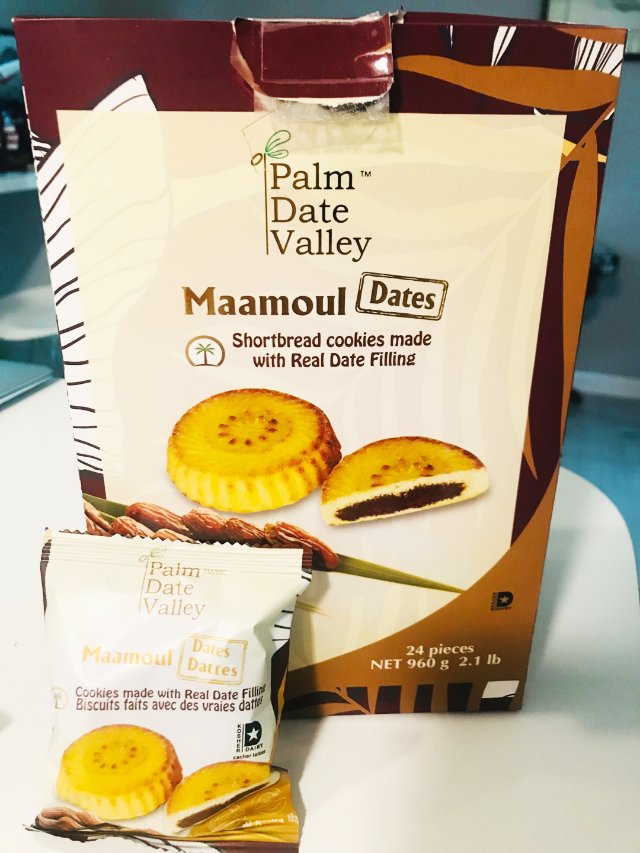 Palm™
Date
Valley
Maamoul Dates
Shortbread cookies made
with Real Date Filling
D
24 pieces
NET 960 g 2.1 lb
Palm
Date
Valley
Maamoul Dates
Dattes
Cookies made with Real Date Filling
Biscuits faits avec des vraies dattes
KOSHER
D
DAIRY
cacher laitier